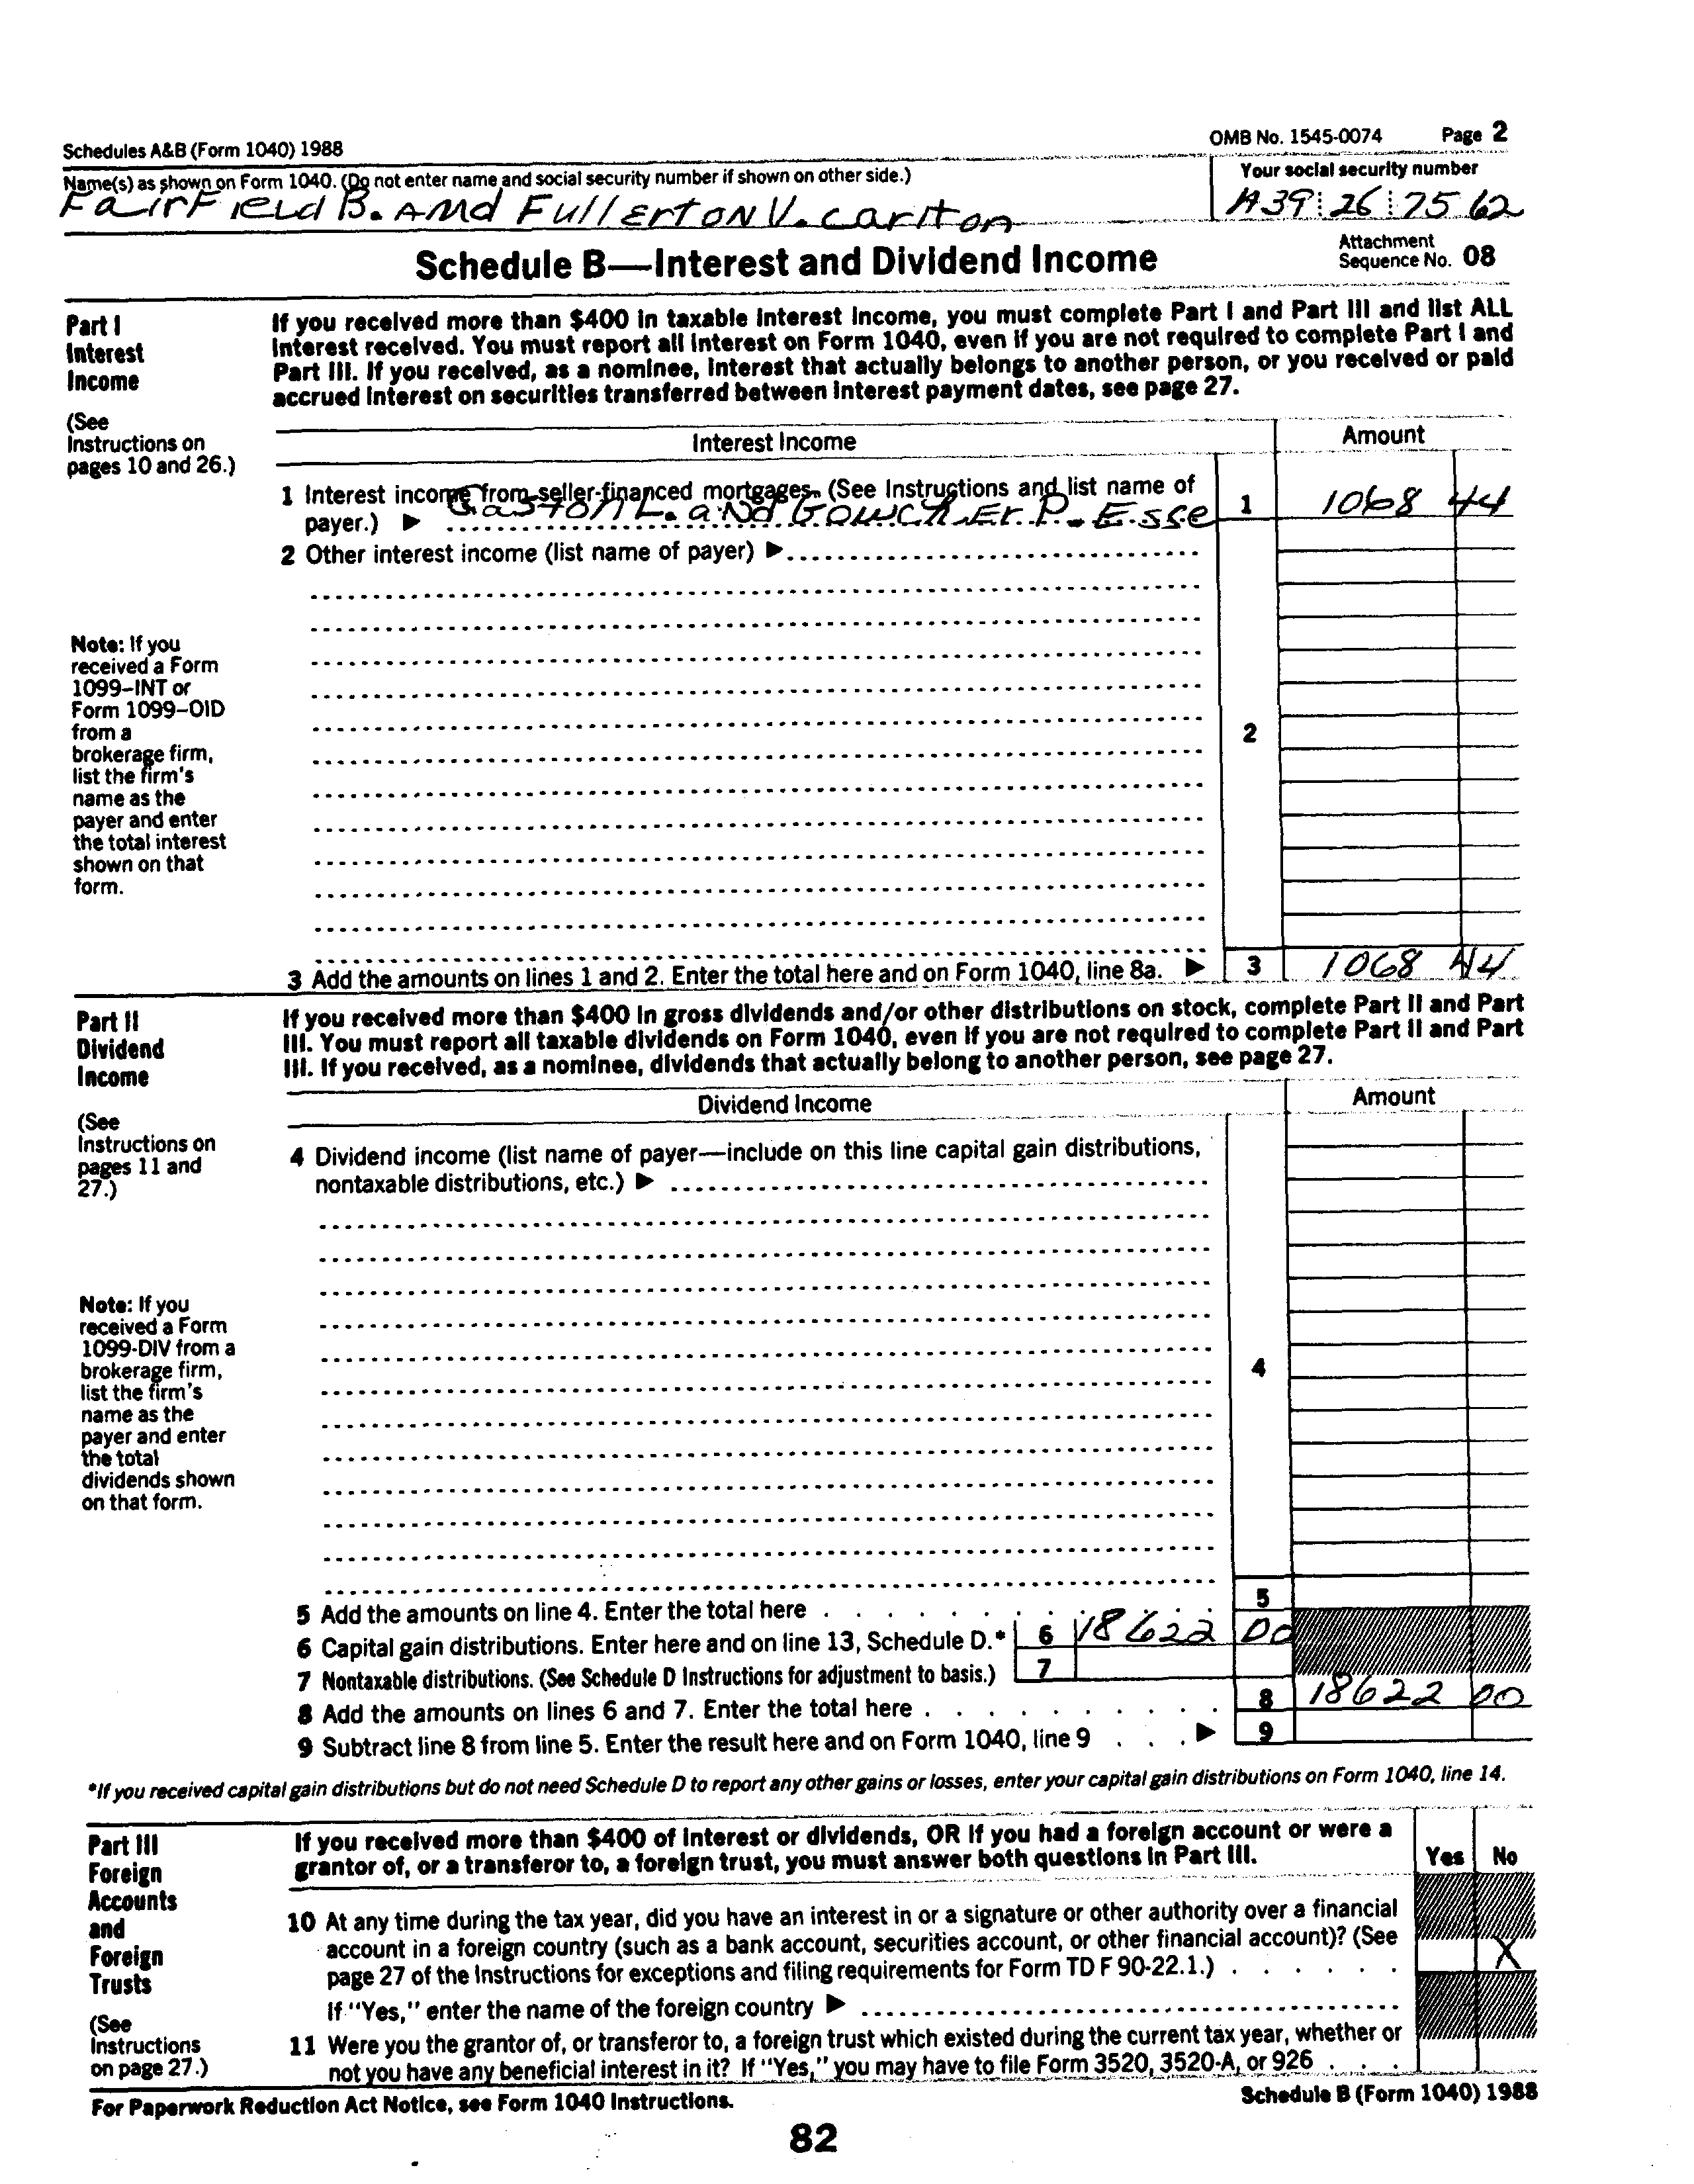 Schedules A&B (Form 1040) 1988
OMB No. 1545-0074 Page 2
Name(s) as shown on Form 1040. (Do not enter name and social security number if shown on other side.)
Your social security number
FairField B. AMd Fullerton V. carlton
A39 26 75 62
Schedule B—Interest and Dividend Income
Attachment
Sequence No. 08
Part I
Interest
Income
(See
Instructions on
pages 10 and 26.)
If you received more than $400 in taxable interest income, you must complete Part I and Part III and list ALL
interest received. You must report all interest on Form 1040, even if you are not required to complete Part I and
Part III. If you received, as a nominee, interest that actually belongs to another person, or you received or paid
accrued interest on securities transferred between interest payment dates, see page 27.
Interest Income
Amount
1 Interest income from seller-financed mortgages. (See Instructions and list name of
payer.) ▶ Gaston L. aNd Gowcher P. Esse
1 1068 44
2 Other interest income (list name of payer) ▶
Note: If you
received a Form
1099-INT or
Form 1099-OID
from a
brokerage firm,
list the firm's
name as the
payer and enter
the total interest
shown on that
form.
2
3 Add the amounts on lines 1 and 2. Enter the total here and on Form 1040, line 8a. ▶ 3 1068 44
Part II
Dividend
Income
(See
Instructions on
pages 11 and
27.)
If you received more than $400 in gross dividends and/or other distributions on stock, complete Part II and Part
III. You must report all taxable dividends on Form 1040, even if you are not required to complete Part II and Part
III. If you received, as a nominee, dividends that actually belong to another person, see page 27.
Dividend Income
Amount
4 Dividend income (list name of payer—include on this line capital gain distributions,
nontaxable distributions, etc.) ▶
Note: If you
received a Form
1099-DIV from a
brokerage firm,
list the firm's
name as the
payer and enter
the total
dividends shown
on that form.
4
5 Add the amounts on line 4. Enter the total here 5
6 Capital gain distributions. Enter here and on line 13, Schedule D.* 6 18622 00
7 Nontaxable distributions. (See Schedule D Instructions for adjustment to basis.) 7
8 Add the amounts on lines 6 and 7. Enter the total here 8 18622 00
9 Subtract line 8 from line 5. Enter the result here and on Form 1040, line 9 ▶ 9
*If you received capital gain distributions but do not need Schedule D to report any other gains or losses, enter your capital gain distributions on Form 1040, line 14.
Part III
Foreign
Accounts
and
Foreign
Trusts
(See
Instructions
on page 27.)
If you received more than $400 of interest or dividends, OR if you had a foreign account or were a
grantor of, or a transferor to, a foreign trust, you must answer both questions in Part III.
Yes No
10 At any time during the tax year, did you have an interest in or a signature or other authority over a financial
account in a foreign country (such as a bank account, securities account, or other financial account)? (See
page 27 of the Instructions for exceptions and filing requirements for Form TD F 90-22.1.) X
If "Yes," enter the name of the foreign country ▶
11 Were you the grantor of, or transferor to, a foreign trust which existed during the current tax year, whether or
not you have any beneficial interest in it? If "Yes," you may have to file Form 3520, 3520-A, or 926
For Paperwork Reduction Act Notice, see Form 1040 Instructions.
Schedule B (Form 1040) 1988
82